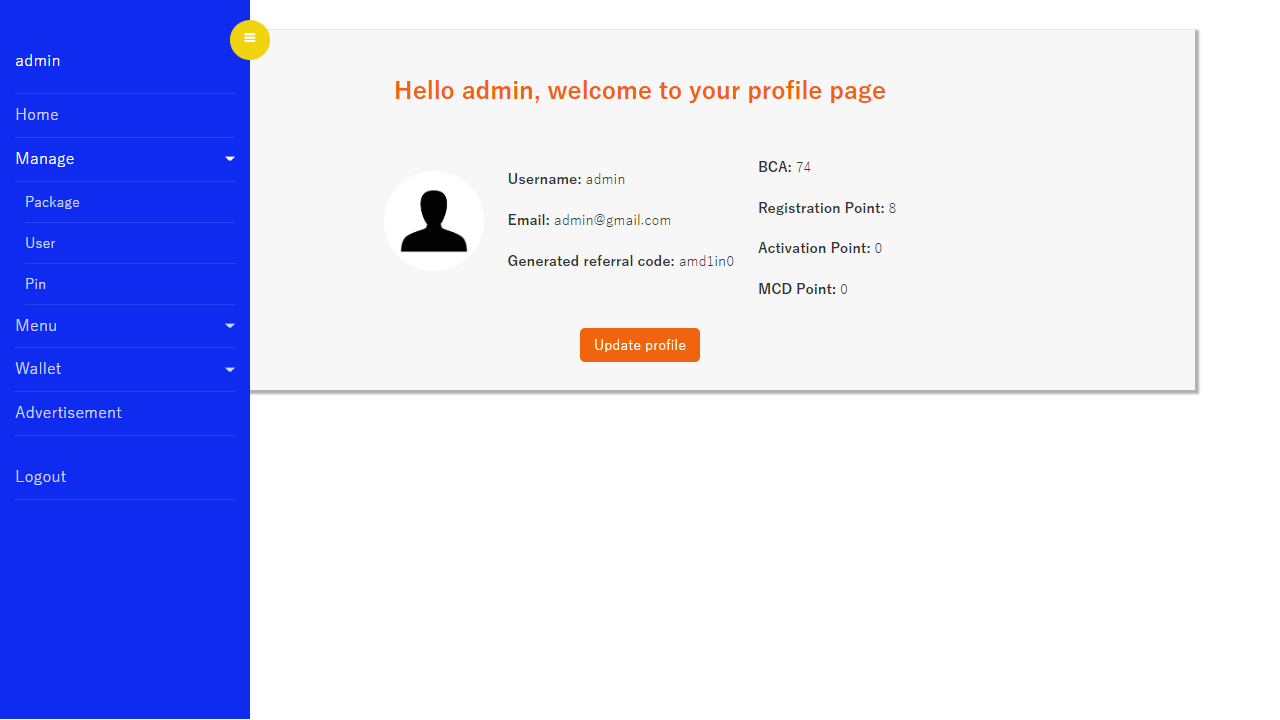 admin
Home
Manage
Package
User
Pin
Menu
Wallet
Advertisement
Logout
Hello admin, welcome to your profile page
Username: admin
Email: admin@gmail.com
Generated referral code: amd1in0
BCA: 74
Registration Point: 8
Activation Point: 0
MCD Point: 0
Update profile